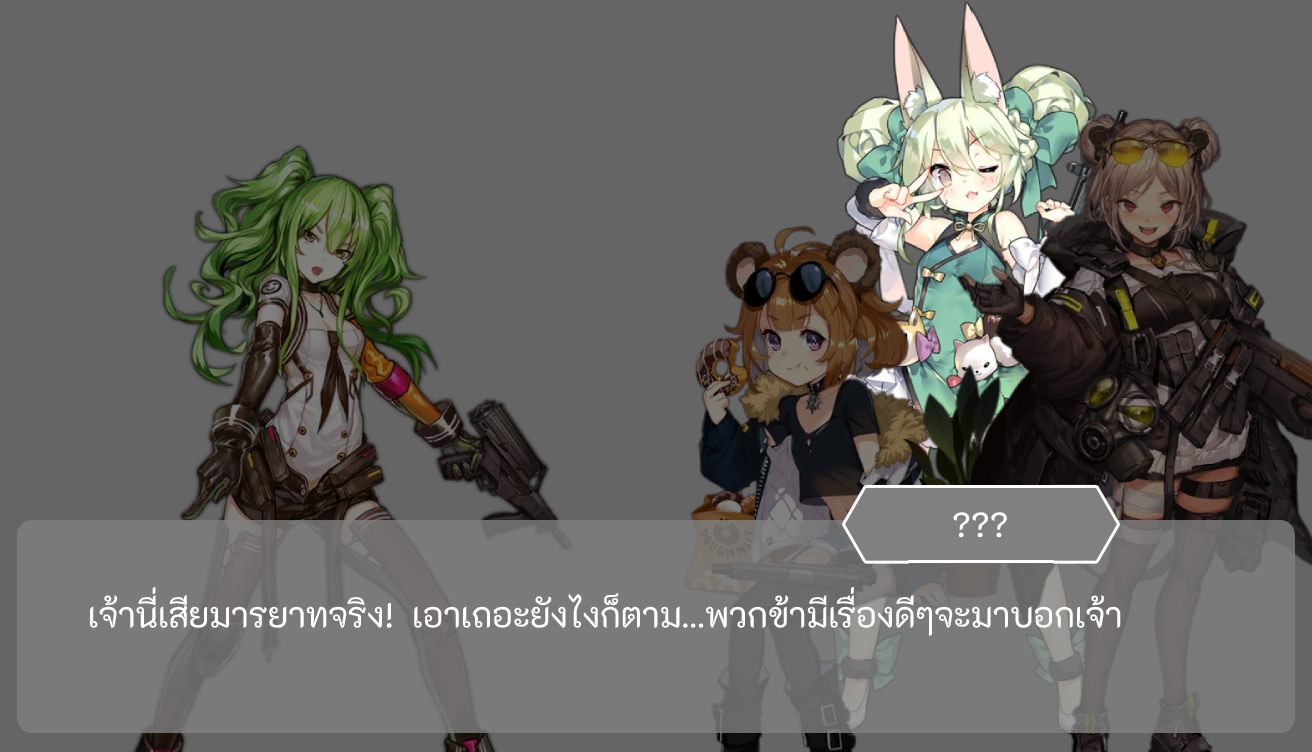 ???
เจ้านี่เสียมารยาทจริง! เอาเถอะยังไงก็ตาม...พวกข้ามีเรื่องดีๆจะมาบอกเจ้า
DOUGHNUT